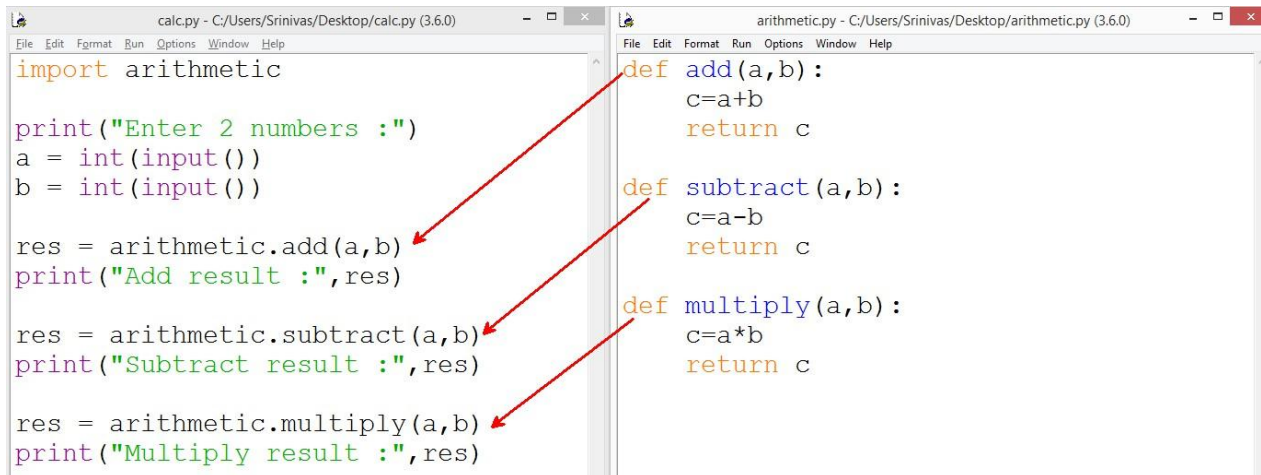 calc.py - C:/Users/Srinivas/Desktop/calc.py (3.6.0)
File Edit Format Run Options Window Help
import arithmetic
print("Enter 2 numbers :")
a = int(input())
b = int(input())
res = arithmetic.add(a,b)
print("Add result :",res)
res = arithmetic.subtract(a,b)
print("Subtract result :",res)
res = arithmetic.multiply(a,b)
print("Multiply result :",res)
arithmetic.py - C:/Users/Srinivas/Desktop/arithmetic.py (3.6.0)
File Edit Format Run Options Window Help
def add(a,b):
    c=a+b
    return c
def subtract(a,b):
    c=a-b
    return c
def multiply(a,b):
    c=a*b
    return c